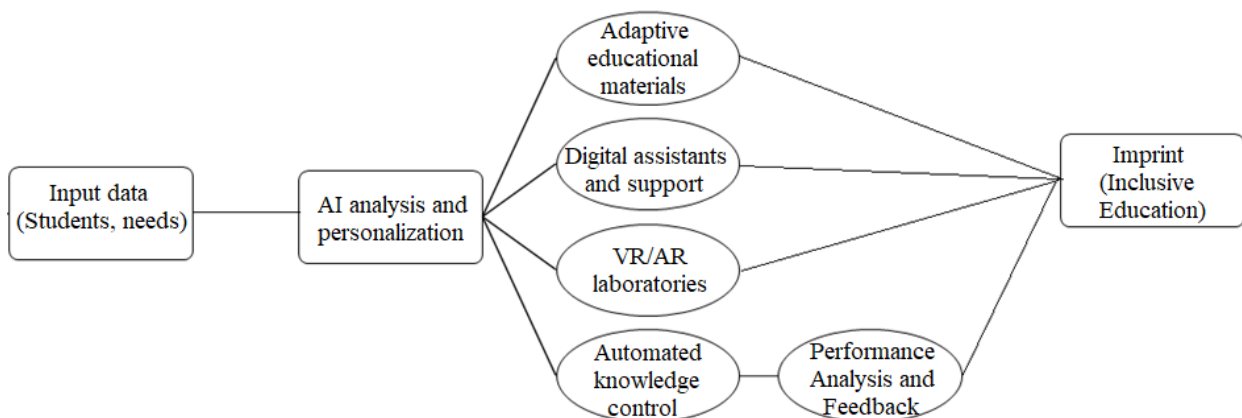 Input data
(Students, needs)
AI analysis and
personalization
Adaptive
educational
materials
Digital assistants
and support
VR/AR
laboratories
Automated
knowledge
control
Performance
Analysis and
Feedback
Imprint
(Inclusive
Education)